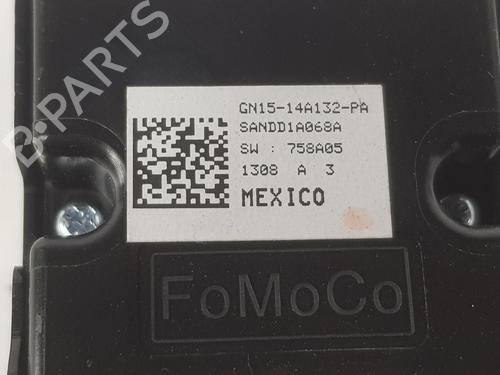 GN15-14A132-PA
SANDD1A068A
SW : 758A05
1308 A 3
MEXICO
FoMoCo
B-PARTS